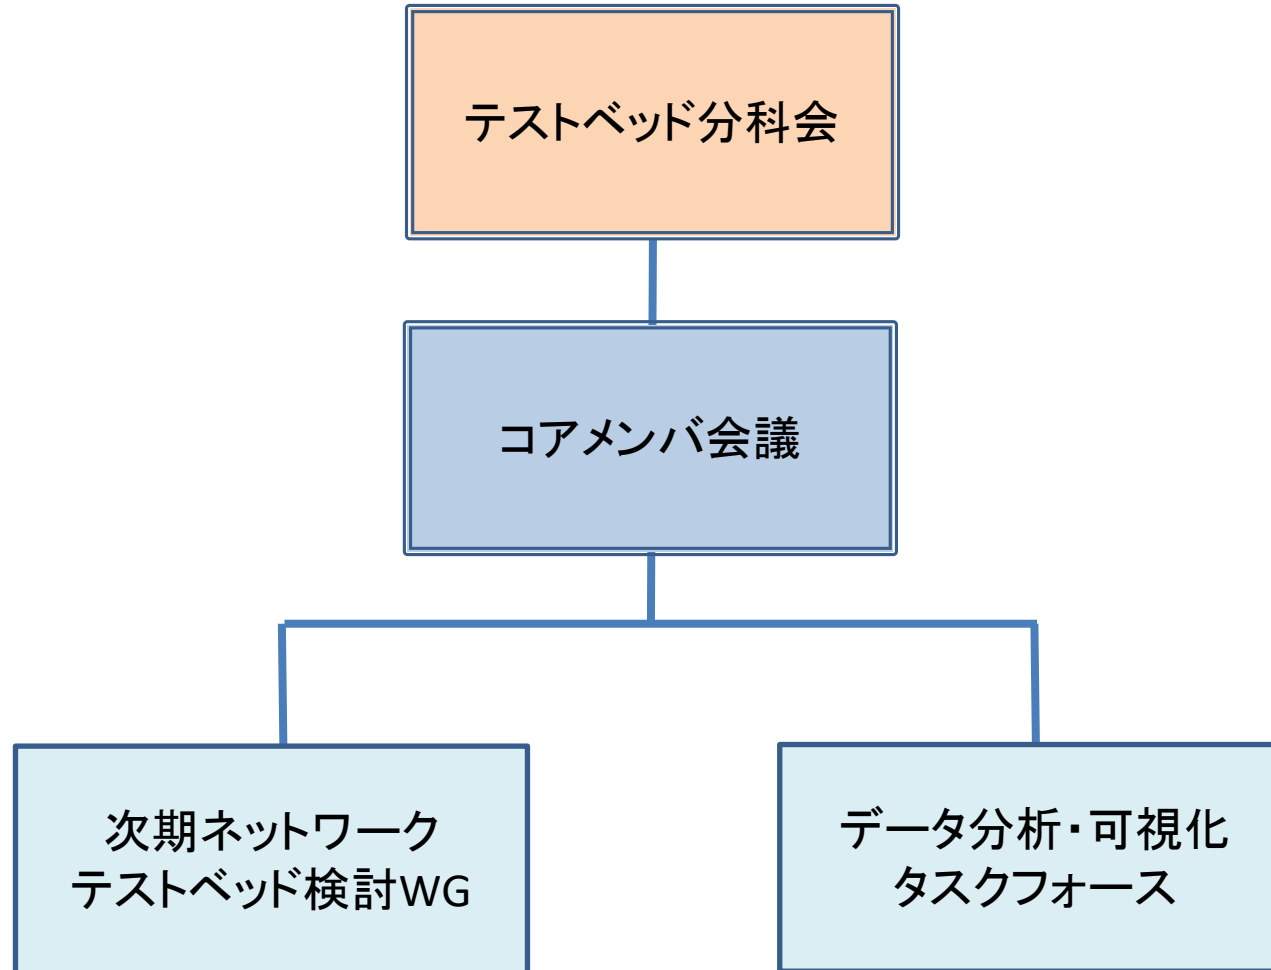 テストベッド分科会
コアメンバ会議
次期ネットワーク
テストベッド検討WG
データ分析・可視化
タスクフォース